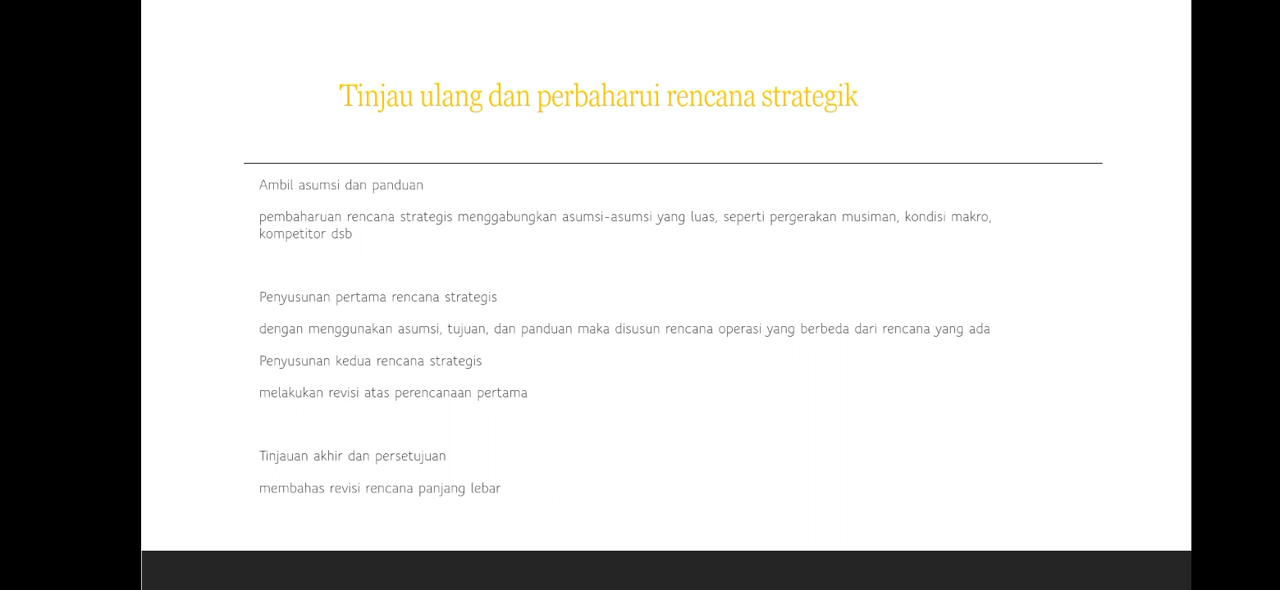 Tinjau ulang dan perbaharui rencana strategik
Ambil asumsi dan panduan
pembaharuan rencana strategis menggabungkan asumsi-asumsi yang luas, seperti pergerakan musiman, kondisi makro,
kompetitor dsb
Penyusunan pertama rencana strategis
dengan menggunakan asumsi, tujuan, dan panduan maka disusun rencana operasi yang berbeda dari rencana yang ada
Penyusunan kedua rencana strategis
melakukan revisi atas perencanaan pertama
Tinjauan akhir dan persetujuan
membahas revisi rencana panjang lebar